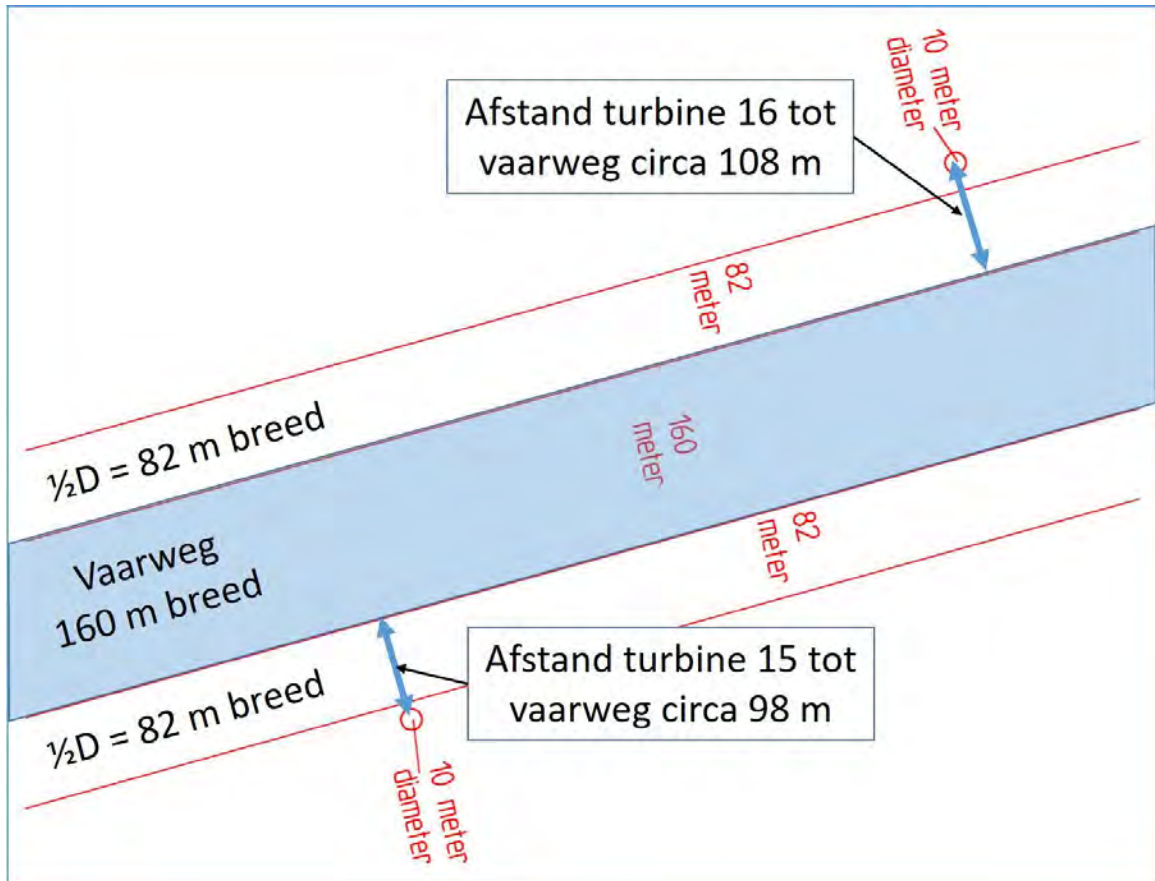 10 meter
diameter
Afstand turbine 16 tot
vaarweg circa 108 m
82
meter
½D = 82 m breed
160
meter
Vaarweg
160 m breed
82
meter
Afstand turbine 15 tot
vaarweg circa 98 m
½D = 82 m breed
10 meter
diameter